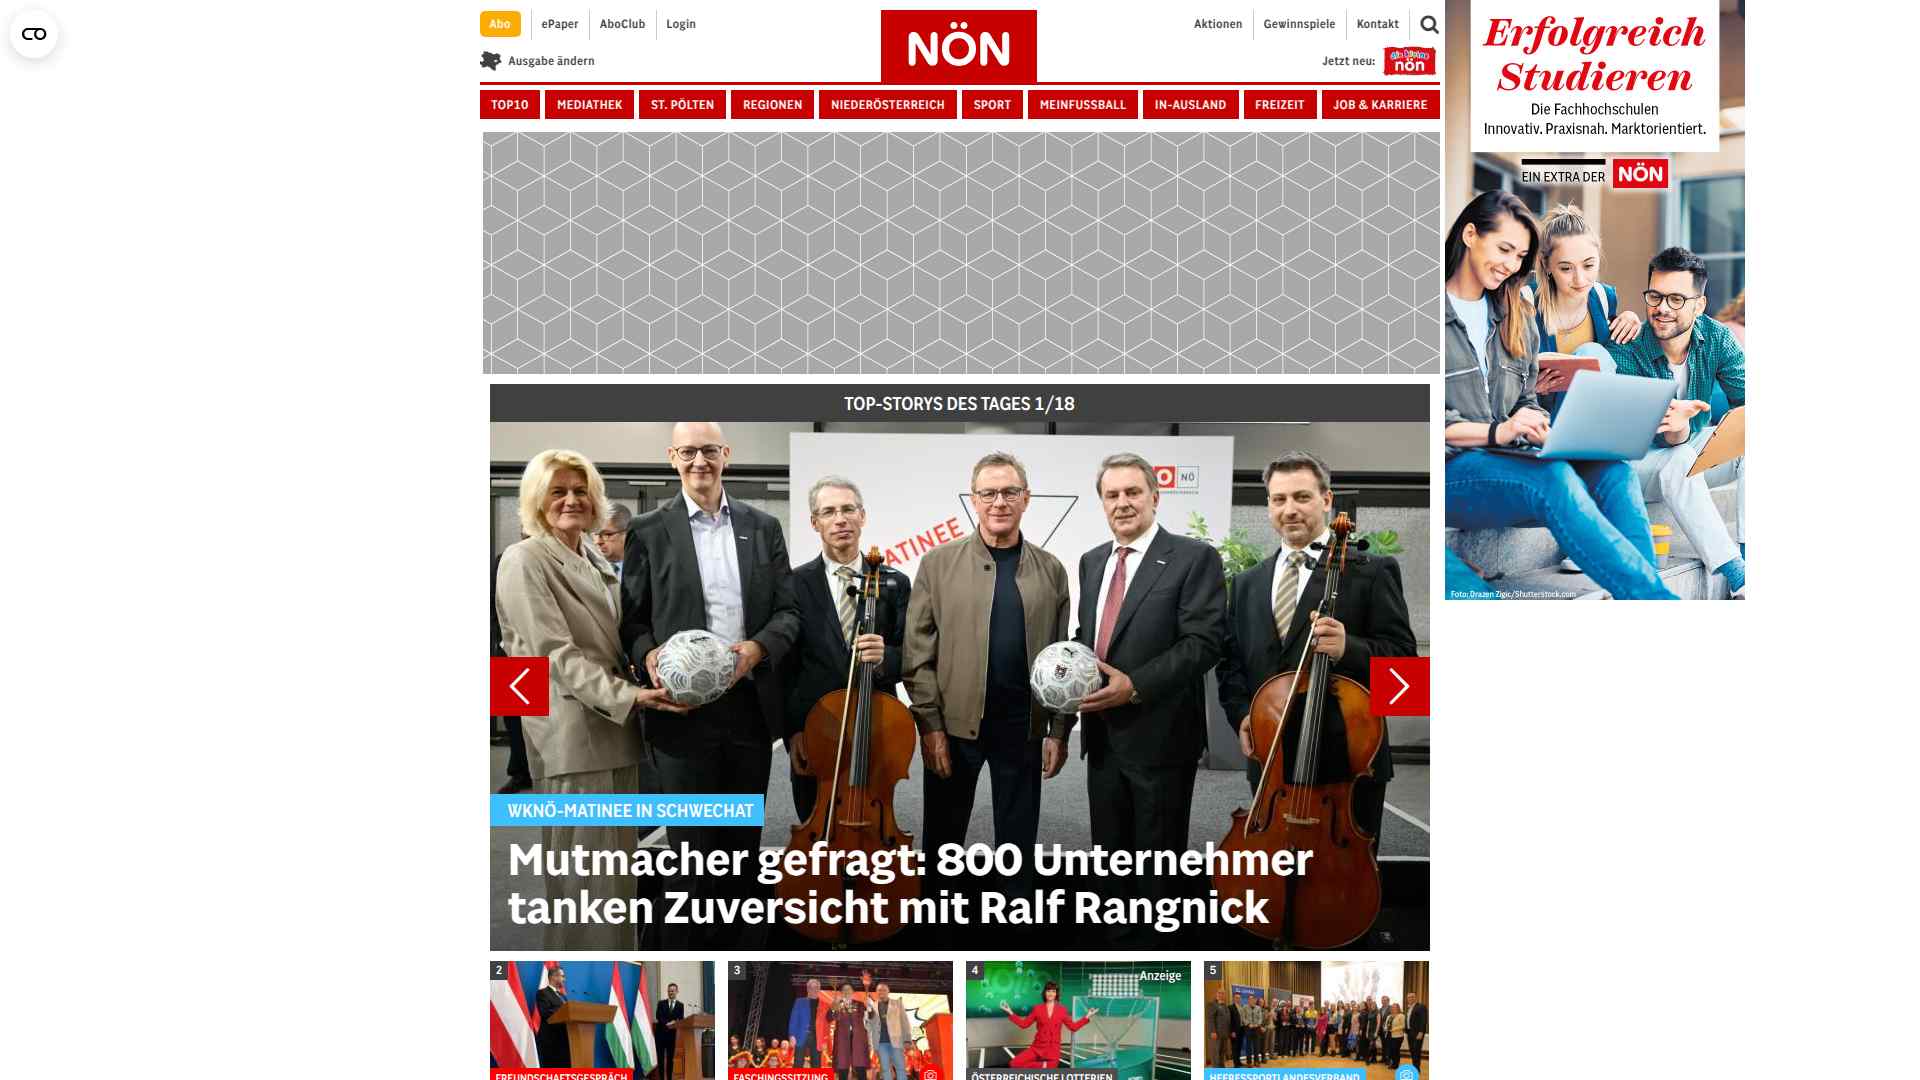 Abo
ePaper
AboClub
Login
NÖN
Aktionen
Gewinnspiele
Kontakt
Ausgabe ändern
Jetzt neu:
die kleine
nön
TOP10
MEDIATHEK
ST. PÖLTEN
REGIONEN
NIEDERÖSTERREICH
SPORT
MEINFUSSBALL
IN-AUSLAND
FREIZEIT
JOB & KARRIERE
Erfolgreich
Studieren
Die Fachhochschulen
Innovativ. Praxisnah. Marktorientiert.
EIN EXTRA DER NÖN
Foto: Drazen Zigic/Shutterstock.com
TOP-STORYS DES TAGES 1/18
MATINEE
NÖ
WKNÖ-MATINEE IN SCHWECHAT
Mutmacher gefragt: 800 Unternehmer
tanken Zuversicht mit Ralf Rangnick
2
FREUNDSCHAFTSGESPRÄCH
3
FASCHINGSSITZUNG
4
Anzeige
ÖSTERREICHISCHE LOTTERIEN
5
HEERESSPORTLANDESVERBAND